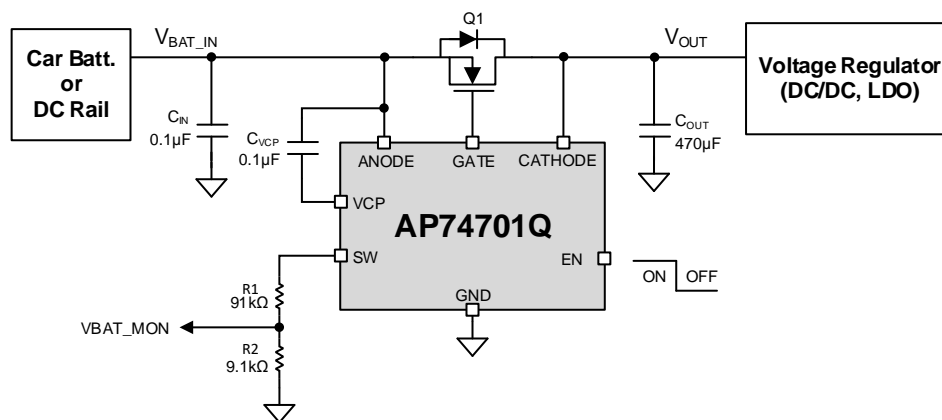 Q1
V_BAT_IN
V_OUT
Car Batt.
or
DC Rail
Voltage Regulator
(DC/DC, LDO)
C_IN
0.1µF
C_VCP
0.1µF
C_OUT
470µF
ANODE
GATE
CATHODE
VCP
AP74701Q
SW
EN
ON
OFF
GND
R1
91kΩ
VBAT_MON
R2
9.1kΩ